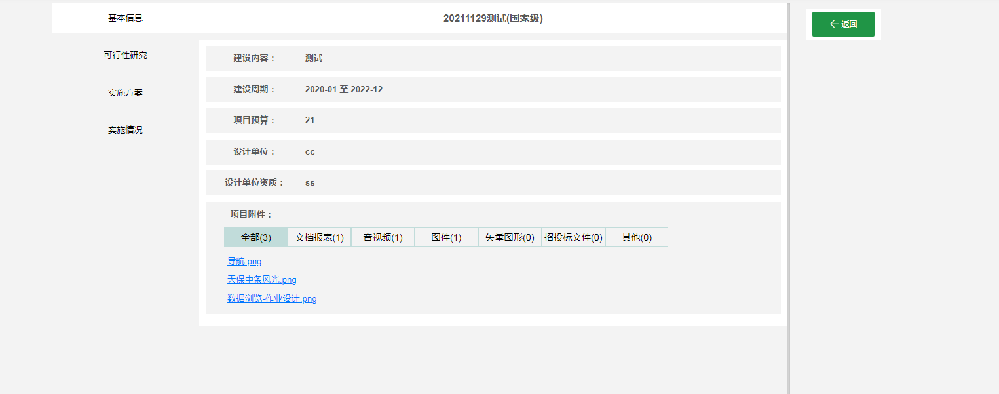 基本信息
20211129测试(国家级)
返回
可行性研究
实施方案
实施情况
建设内容： 测试
建设周期： 2020-01 至 2022-12
项目预算： 21
设计单位： cc
设计单位资质： ss
项目附件：
全部(3) 文档报表(1) 音视频(1) 图件(1) 矢量图形(0) 招投标文件(0) 其他(0)
导航.png
天保中条风光.png
数据浏览-作业设计.png